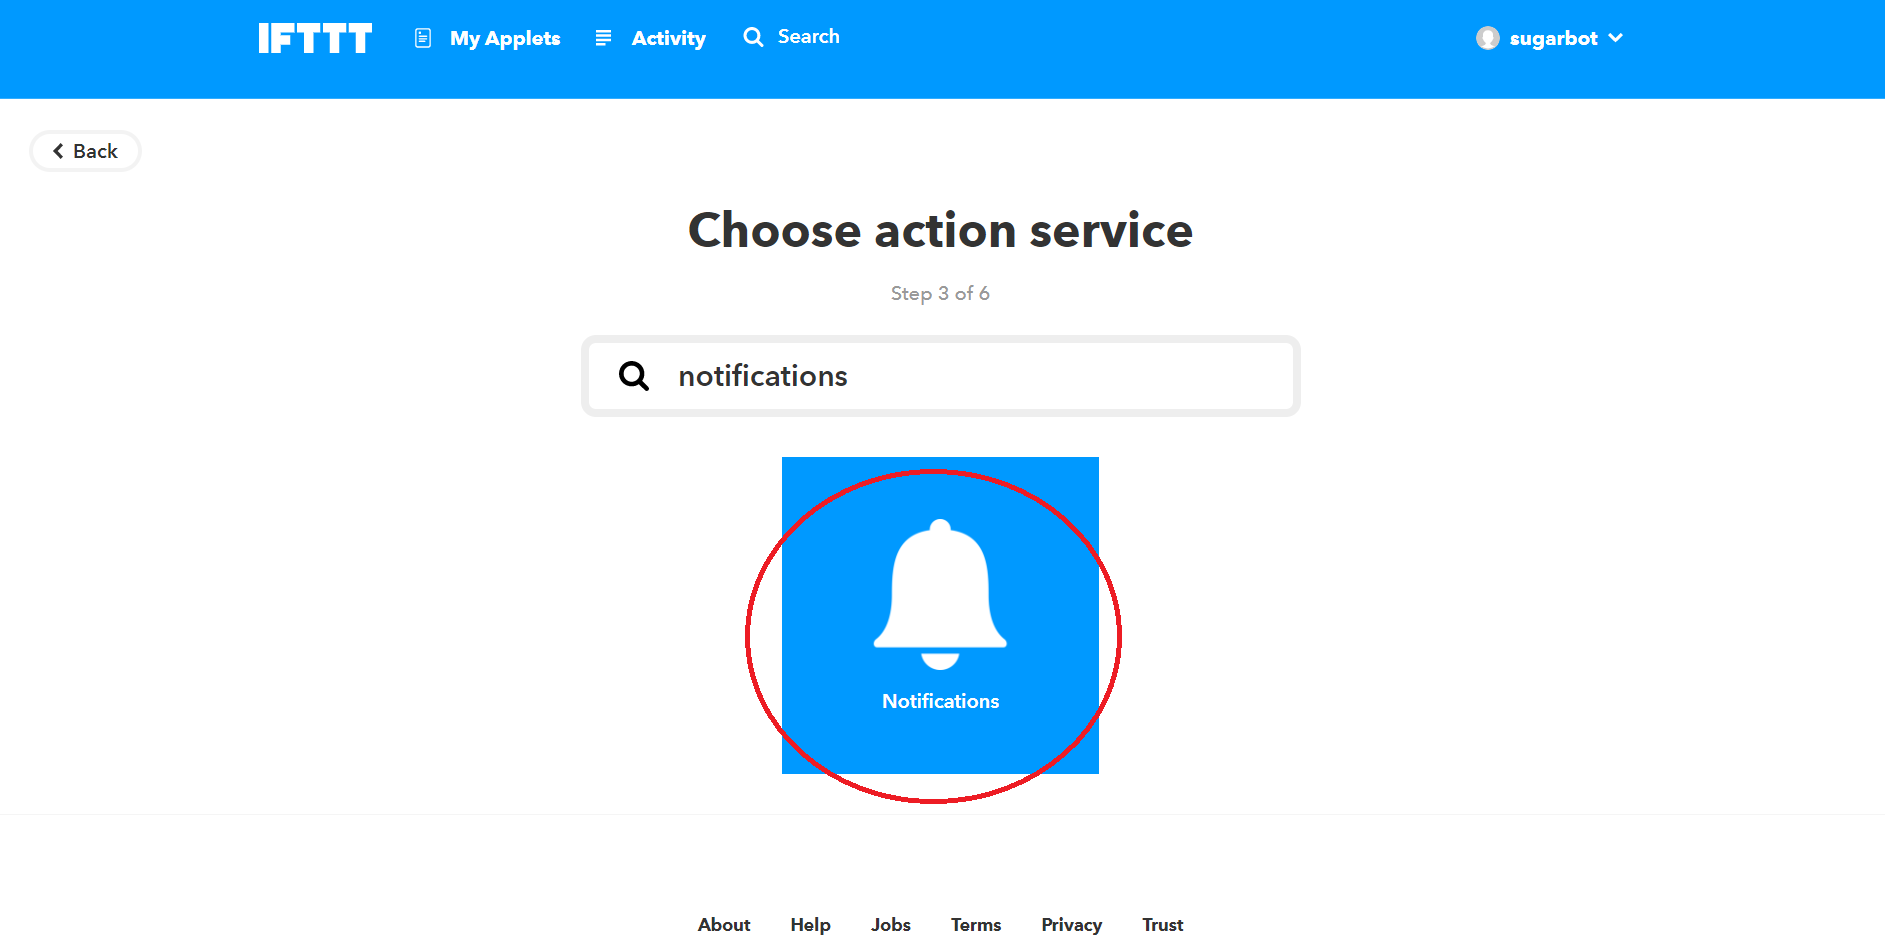 IFTTT My Applets Activity Search sugarbot
Back
Choose action service
Step 3 of 6
notifications
Notifications
About Help Jobs Terms Privacy Trust